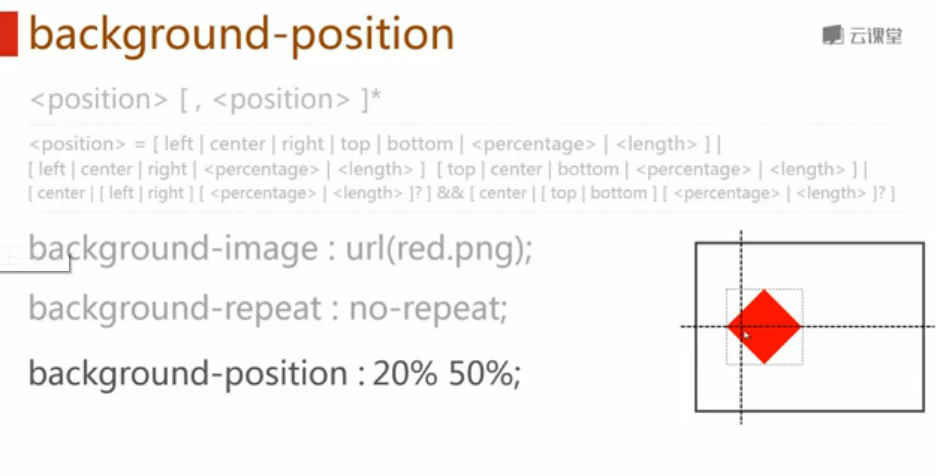 background-position
云课堂
<position> [ , <position> ]*
<position> = [ left | center | right | top | bottom | <percentage> | <length> ] |
[ left | center | right | <percentage> | <length> ] [ top | center | bottom | <percentage> | <length> ] |
[ center | [ left | right ] [ <percentage> | <length> ]? ] && [ center | [ top | bottom ] [ <percentage> | <length> ]? ]
background-image : url(red.png);
background-repeat : no-repeat;
background-position : 20% 50%;